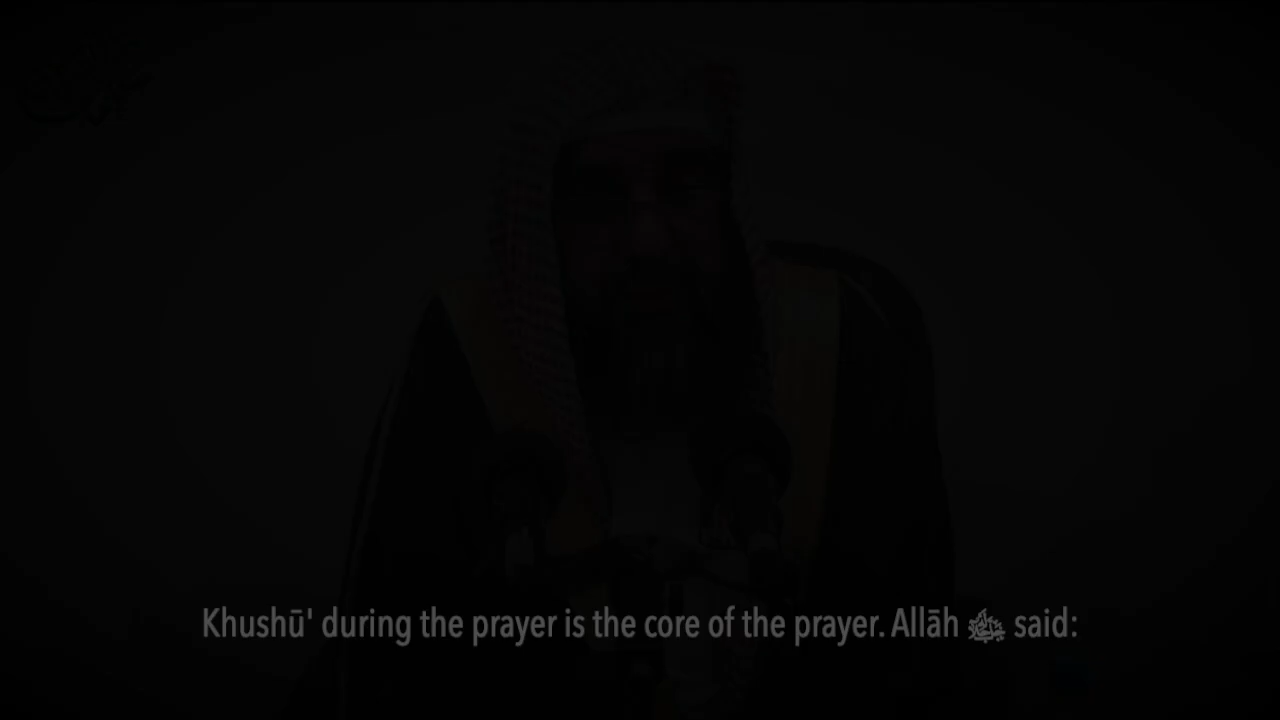 Khushū' during the prayer is the core of the prayer. Allāh ﷻ said: